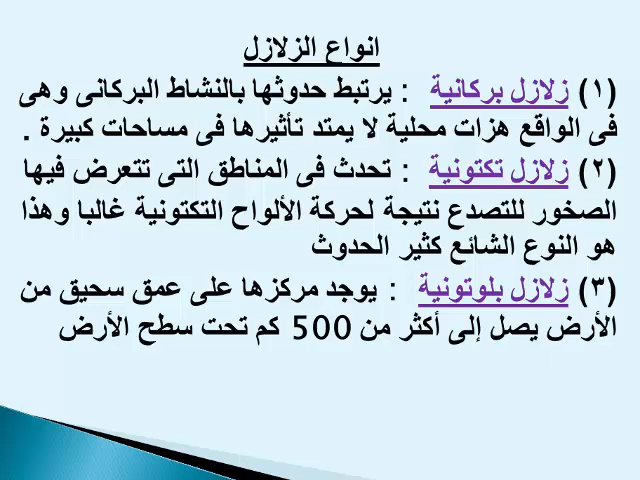 انواع الزلازل
(١) زلازل بركانية : يرتبط حدوثها بالنشاط البركانى وهى
فى الواقع هزات محلية لا يمتد تأثيرها فى مساحات كبيرة .
(٢) زلازل تكتونية : تحدث فى المناطق التى تتعرض فيها
الصخور للتصدع نتيجة لحركة الألواح التكتونية غالبا وهذا
هو النوع الشائع كثير الحدوث
(٣) زلازل بلوتونية : يوجد مركزها على عمق سحيق من
الأرض يصل إلى أكثر من 500 كم تحت سطح الأرض